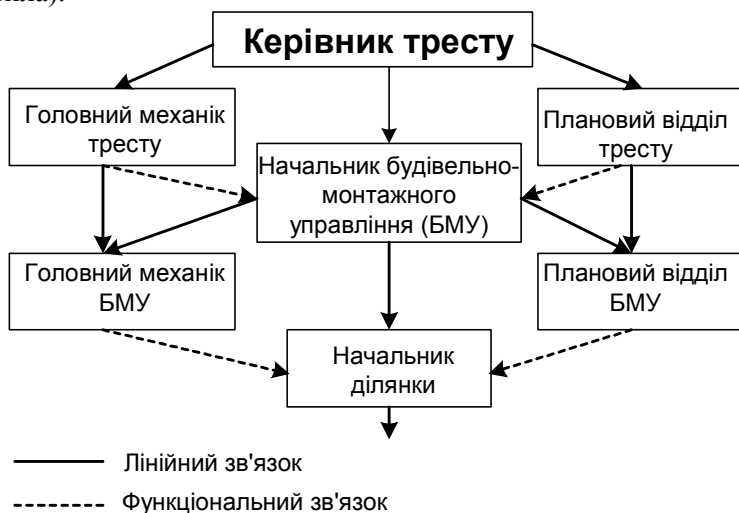 Керівник тресту
Головний механік
тресту
Плановий відділ
тресту
Начальник будівельно-
монтажного
управління (БМУ)
Головний механік
БМУ
Плановий відділ
БМУ
Начальник
ділянки
Лінійний зв'язок
Функціональний зв'язок